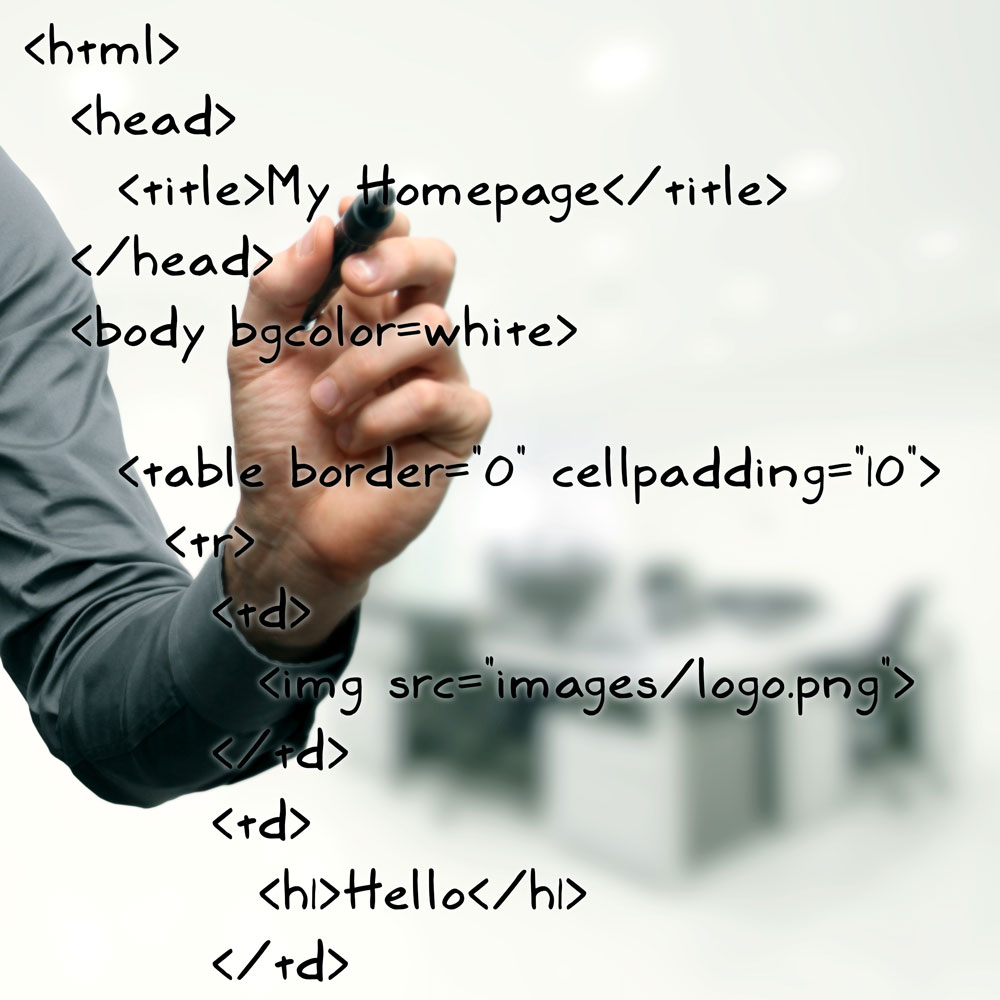 <html>
<head>
<title>My Homepage</title>
</head>
<body bgcolor=white>
<table border="0" cellpadding="10">
<tr>
<td>
<img src="images/logo.png">
</td>
<td>
<h1>Hello</h1>
</td>